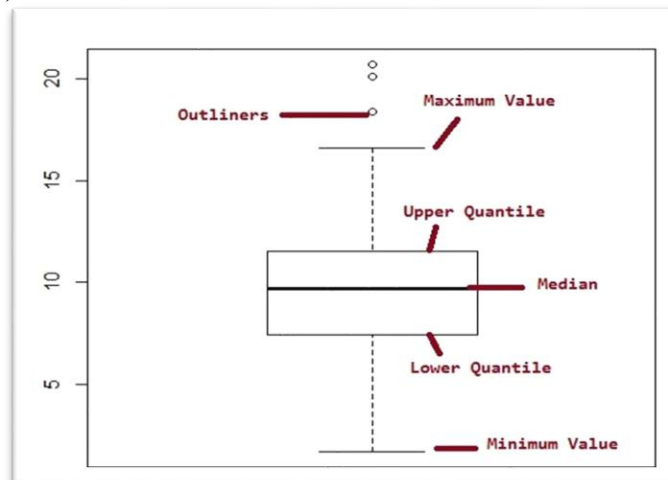 20
Outliners
Maximum Value
15
Upper Quantile
10
Median
Lower Quantile
5
Minimum Value